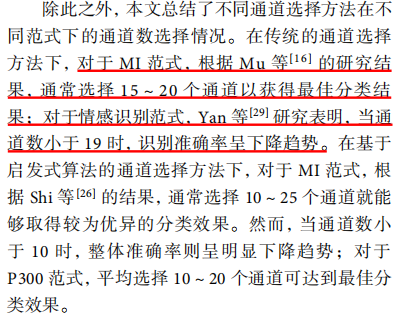 除此之外，本文总结了不同通道选择方法在不
同范式下的通道数选择情况。在传统的通道选择
方法下，对于 MI 范式，根据 Mu 等[16] 的研究结
果，通常选择 15 ~ 20 个通道以获得最佳分类结
果；对于情感识别范式，Yan 等[29] 研究表明，当通
道数小于 19 时，识别准确率呈下降趋势。在基于
启发式算法的通道选择方法下，对于 MI 范式，根
据 Shi 等[26] 的结果，通常选择 10 ~ 25 个通道就能
够取得较为优异的分类效果。然而，当通道数小
于 10 时，整体准确率则呈明显下降趋势；对于
P300 范式，平均选择 10 ~ 20 个通道可达到最佳分
类效果。